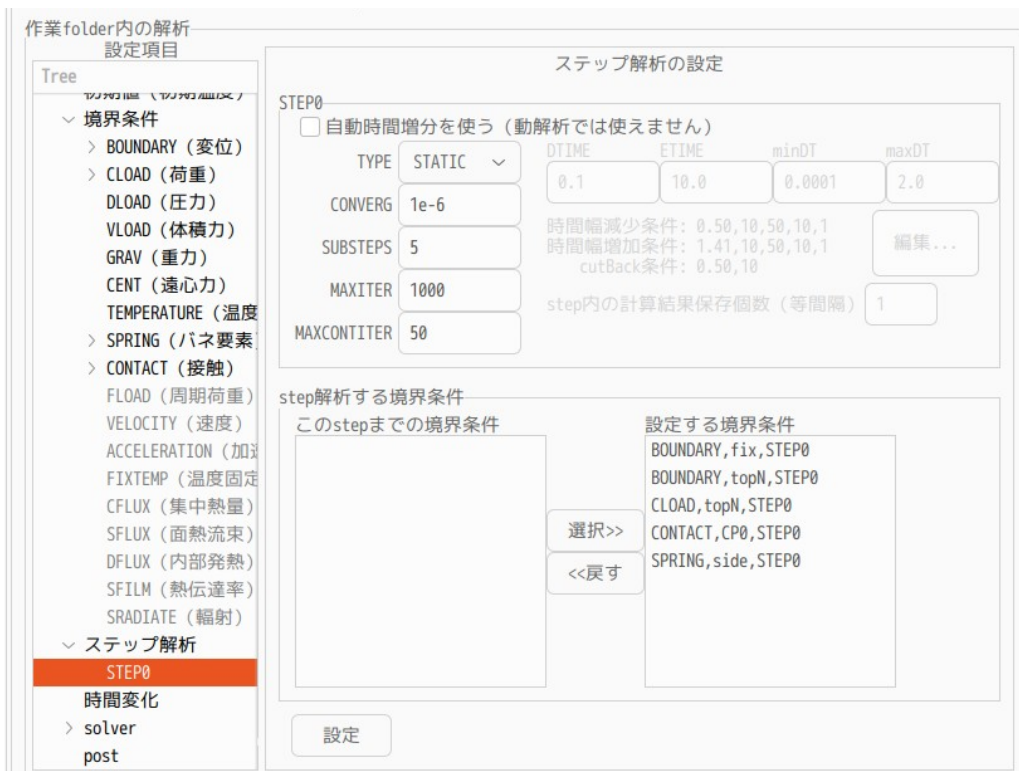 作業folder内の解析
設定項目
Tree
初期値 (初期温度)
境界条件
BOUNDARY (変位)
CLOAD (荷重)
DLOAD (圧力)
VLOAD (体積力)
GRAV (重力)
CENT (遠心力)
TEMPERATURE (温度
SPRING (バネ要素)
CONTACT (接触)
FLOAD (周期荷重)
VELOCITY (速度)
ACCELERATION (加速
FIXTEMP (温度固定
CFLUX (集中熱量)
SFLUX (面熱流束)
DFLUX (内部発熱)
SFILM (熱伝達率)
SRADIATE (輻射)
ステップ解析
STEP0
時間変化
solver
post
ステップ解析の設定
STEP0
自動時間増分を使う (動解析では使えません)
TYPE STATIC
CONVERG 1e-6
SUBSTEPS 5
MAXITER 1000
MAXCONTITER 50
DTIME ETIME minDT maxDT
0.1 10.0 0.0001 2.0
時間幅減少条件: 0.50,10,50,10,1
時間幅増加条件: 1.41,10,50,10,1
cutBack条件: 0.50,10
編集...
step内の計算結果保存個数 (等間隔) 1
step解析する境界条件
このstepまでの境界条件
選択>>
<<戻す
設定する境界条件
BOUNDARY,fix,STEP0
BOUNDARY,topN,STEP0
CLOAD,topN,STEP0
CONTACT,CP0,STEP0
SPRING,side,STEP0
設定